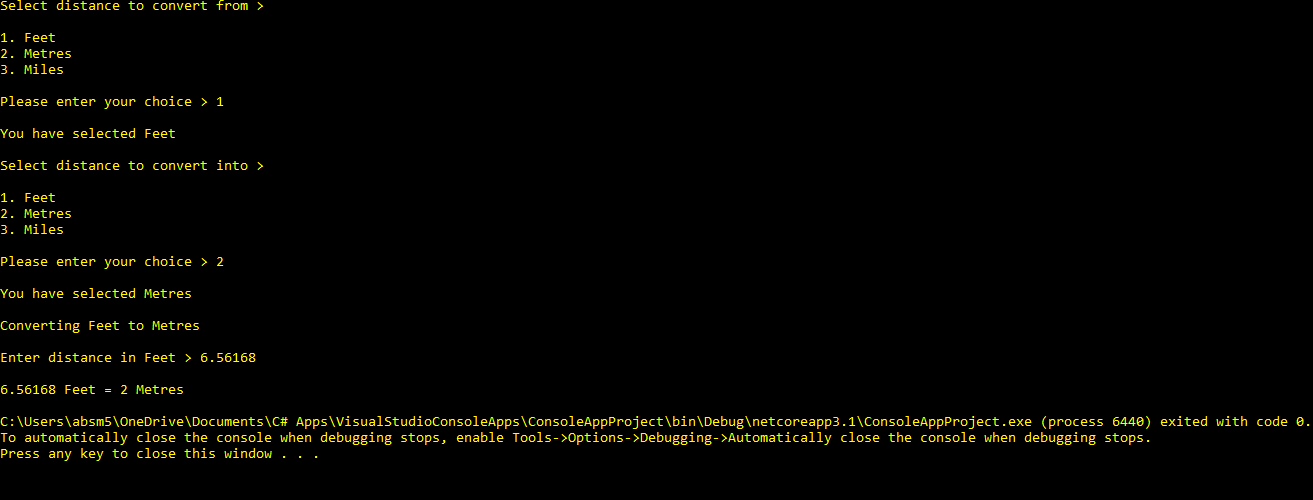 Select distance to convert from >
1. Feet
2. Metres
3. Miles
Please enter your choice > 1
You have selected Feet
Select distance to convert into >
1. Feet
2. Metres
3. Miles
Please enter your choice > 2
You have selected Metres
Converting Feet to Metres
Enter distance in Feet > 6.56168
6.56168 Feet = 2 Metres
C:\Users\absm5\OneDrive\Documents\C# Apps\VisualStudioConsoleApps\ConsoleAppProject\bin\Debug\netcoreapp3.1\ConsoleAppProject.exe (process 6440) exited with code 0.
To automatically close the console when debugging stops, enable Tools->Options->Debugging->Automatically close the console when debugging stops.
Press any key to close this window . . .